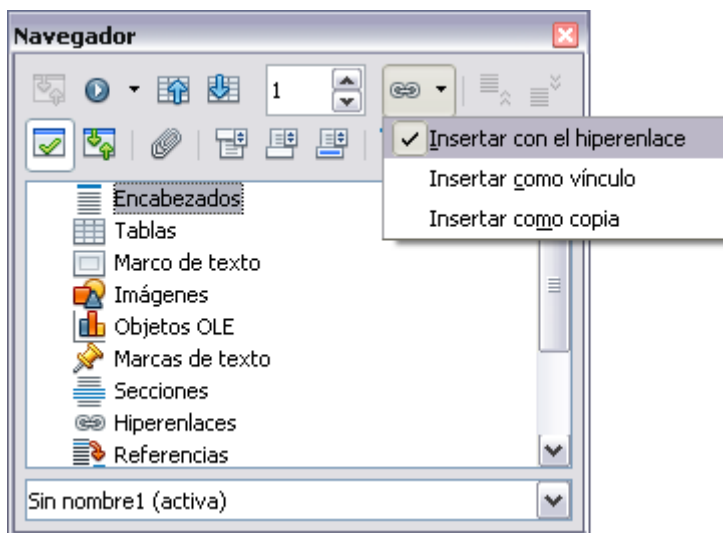 Navegador
1
Insertar con el hiperenlace
Insertar como vínculo
Insertar como copia
Encabezados
Tablas
Marco de texto
Imágenes
Objetos OLE
Marcas de texto
Secciones
Hiperenlaces
Referencias
Sin nombre1 (activa)